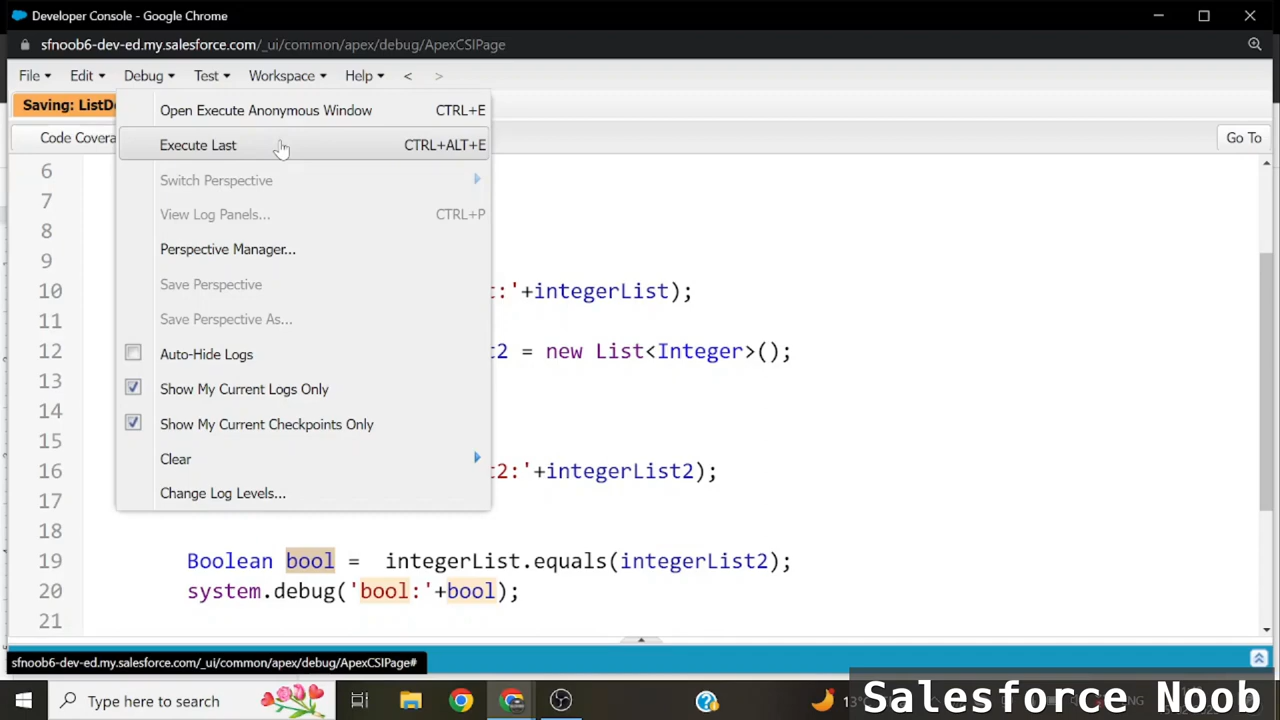 Developer Console - Google Chrome
sfnoob6-dev-ed.my.salesforce.com/_ui/common/apex/debug/ApexCSIPage
File Edit Debug Test Workspace Help < >
Saving: ListD
Code Covera
Go To
Open Execute Anonymous Window CTRL+E
Execute Last CTRL+ALT+E
Switch Perspective
View Log Panels... CTRL+P
Perspective Manager...
Save Perspective
Save Perspective As...
Auto-Hide Logs
Show My Current Logs Only
Show My Current Checkpoints Only
Clear
Change Log Levels...
6
7
8
9
10 t:'+integerList);
11
12 t2 = new List<Integer>();
13
14
15
16 t2:'+integerList2);
17
18
19 Boolean bool = integerList.equals(integerList2);
20 system.debug('bool:'+bool);
21
sfnoob6-dev-ed.my.salesforce.com/_ui/common/apex/debug/ApexCSIPage#
Type here to search
Salesforce Noob